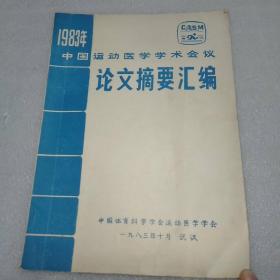 1983年
CASM
中国运动医学学术会议
论文摘要汇编
中国体育科学学会运动医学学会
一九八三年十月 武汉